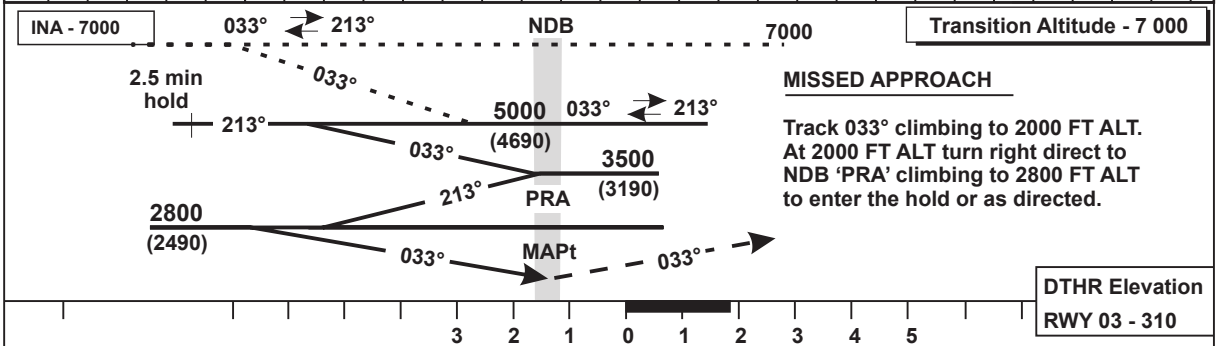 INA - 7000
033° 213°
NDB
7000
Transition Altitude - 7 000
2.5 min
hold
033°
MISSED APPROACH
213°
5000 033° 213°
(4690)
033°
3500
(3190)
Track 033° climbing to 2000 FT ALT.
At 2000 FT ALT turn right direct to
NDB ‘PRA’ climbing to 2800 FT ALT
to enter the hold or as directed.
213°
PRA
2800
(2490)
MAPt
033°
033°
DTHR Elevation
RWY 03 - 310
3 2 1 0 1 2 3 4 5